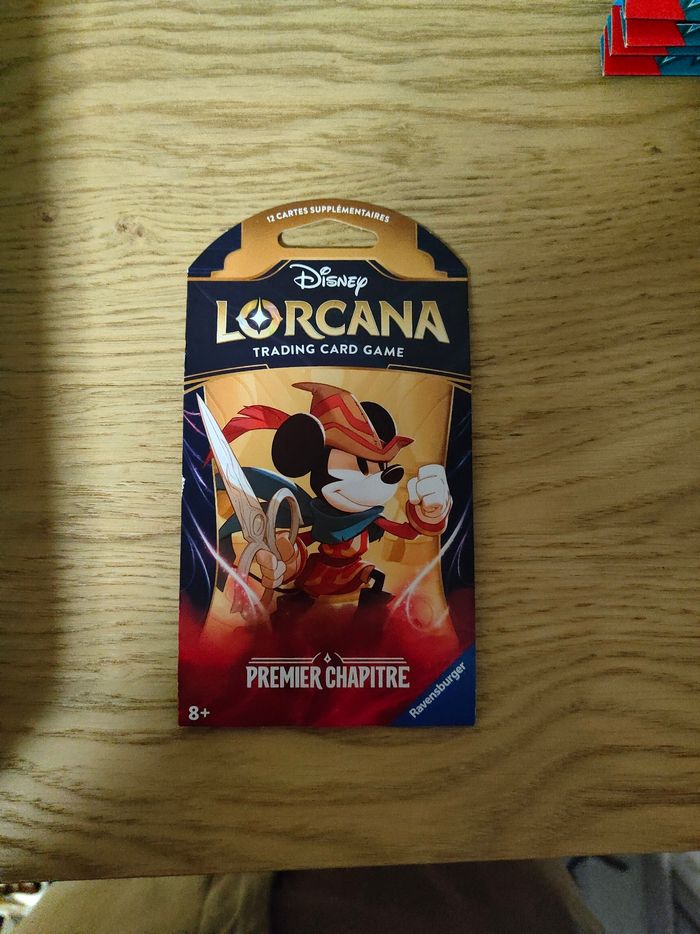 12 CARTES SUPPLÉMENTAIRES
Disney
LORCANA
TRADING CARD GAME
PREMIER CHAPITRE
8+
Ravensburger